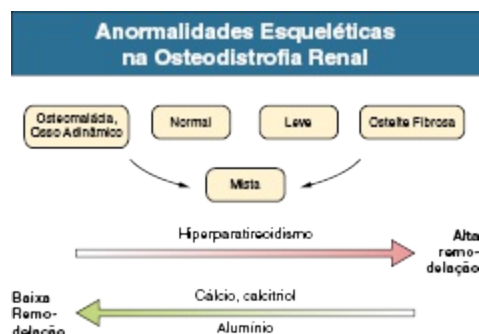 Anormalidades Esqueléticas
na Osteodistrofia Renal
Osteomalácia,
Osso Adinâmico
Normal
Leve
Osteíte Fibrosa
Mista
Hiperparatireoidismo
Alta
remo-
delação
Baixa
Remo-
delação
Cálcio, calcitriol
Alumínio